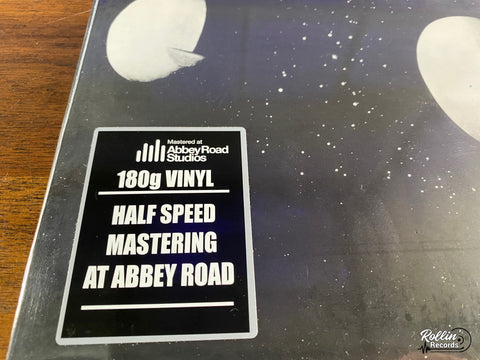 Mastered at
Abbey Road
Studios
180g VINYL
HALF SPEED
MASTERING
AT ABBEY ROAD
Rollin'
Records